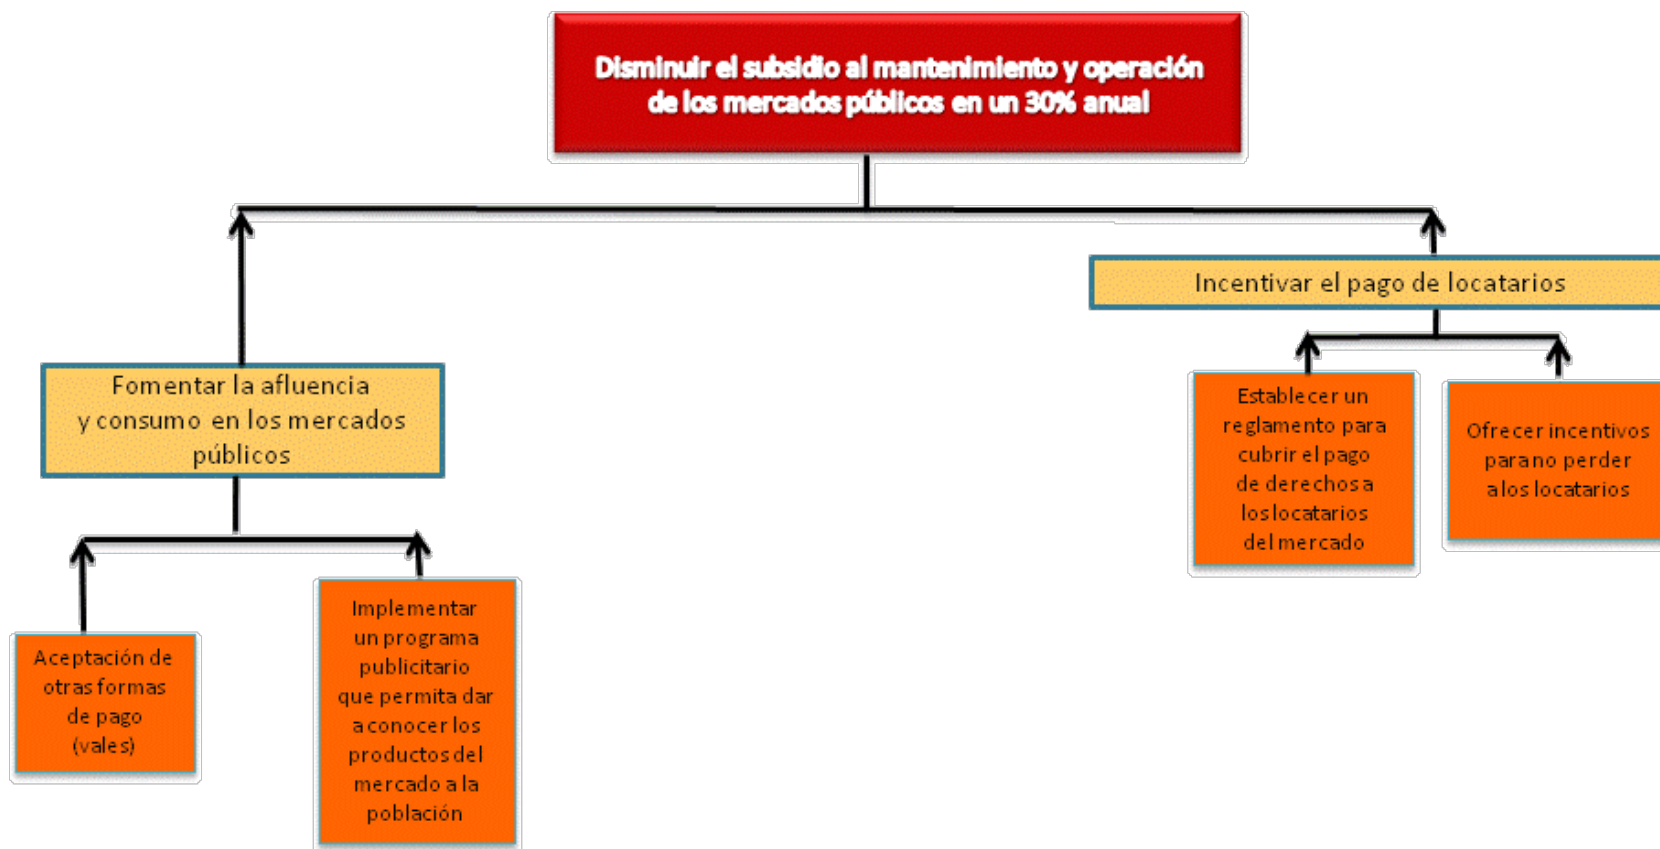 Disminuir el subsidio al mantenimiento y operación
de los mercados públicos en un 30% anual
Incentivar el pago de locatarios
Fomentar la afluencia
y consumo en los mercados
públicos
Establecer un
reglamento para
cubrir el pago
de derechos a
los locatarios
del mercado
Ofrecer incentivos
para no perder
a los locatarios
Aceptación de
otras formas
de pago
(vales)
Implementar
un programa
publicitario
que permita dar
a conocer los
productos del
mercado a la
población